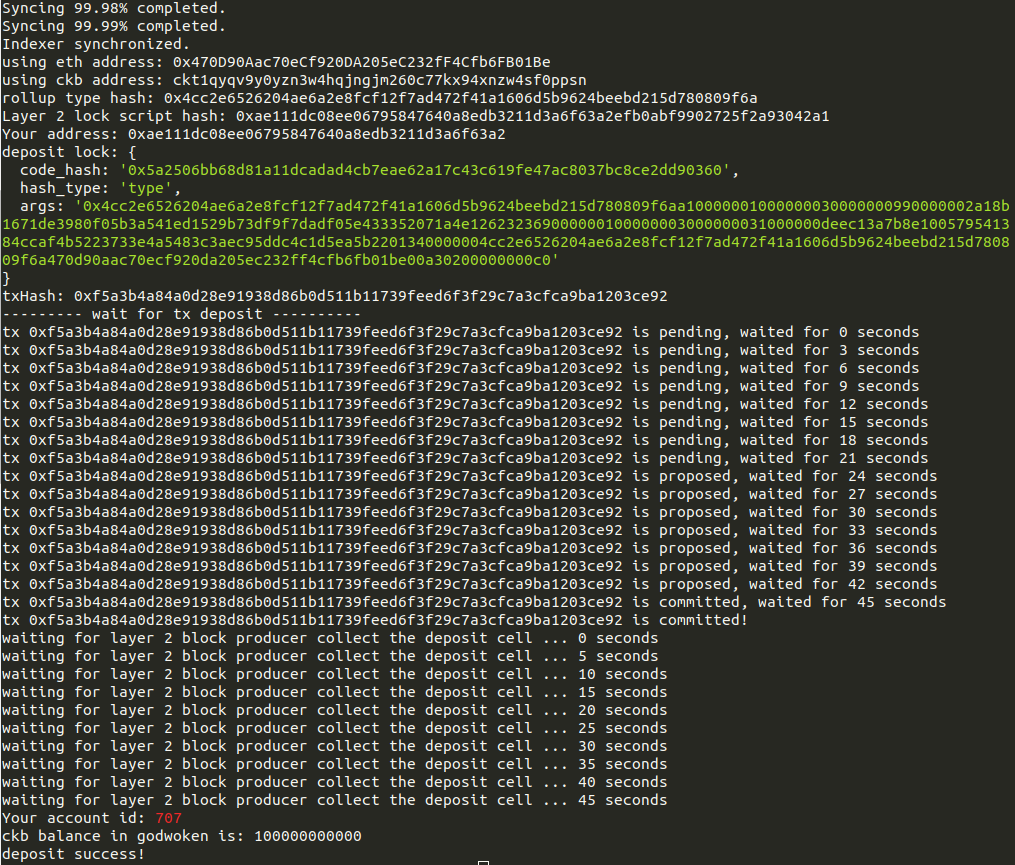 Syncing 99.98% completed.
Syncing 99.99% completed.
Indexer synchronized.
using eth address: 0x470D90Aac70eCf920DA205eC232fF4Cfb6FB01Be
using ckb address: ckt1qyqv9y0yzn3w4hqjngjm260c77kx94xnzw4sf0ppsn
rollup type hash: 0x4cc2e6526204ae6a2e8fcf12f7ad472f41a1606d5b9624beebd215d780809f6a
Layer 2 lock script hash: 0xae111dc08ee06795847640a8edb3211d3a6f63a2efb0abf9902725f2a93042a1
Your address: 0xae111dc08ee06795847640a8edb3211d3a6f63a2
deposit lock: {
  code_hash: '0x5a2506bb68d81a11dcadad4cb7eae62a17c43c619fe47ac8037bc8ce2dd90360',
  hash_type: 'type',
  args: '0x4cc2e6526204ae6a2e8fcf12f7ad472f41a1606d5b9624beebd215d780809f6aa10000001000000030000000990000002a18b
1671de3980f05b3a541ed1529b73df9f7dadf05e433352071a4e12623236900000010000000300000031000000deec13a7b8e1005795413
84ccaf4b5223733e4a5483c3aec95ddc4c1d5ea5b2201340000004cc2e6526204ae6a2e8fcf12f7ad472f41a1606d5b9624beebd215d7808
09f6a470d90aac70ecf920da205ec232ff4cfb6fb01be00a30200000000c0'
}
txHash: 0xf5a3b4a84a0d28e91938d86b0d511b11739feed6f3f29c7a3cfca9ba1203ce92
--------- wait for tx deposit ----------
tx 0xf5a3b4a84a0d28e91938d86b0d511b11739feed6f3f29c7a3cfca9ba1203ce92 is pending, waited for 0 seconds
tx 0xf5a3b4a84a0d28e91938d86b0d511b11739feed6f3f29c7a3cfca9ba1203ce92 is pending, waited for 3 seconds
tx 0xf5a3b4a84a0d28e91938d86b0d511b11739feed6f3f29c7a3cfca9ba1203ce92 is pending, waited for 6 seconds
tx 0xf5a3b4a84a0d28e91938d86b0d511b11739feed6f3f29c7a3cfca9ba1203ce92 is pending, waited for 9 seconds
tx 0xf5a3b4a84a0d28e91938d86b0d511b11739feed6f3f29c7a3cfca9ba1203ce92 is pending, waited for 12 seconds
tx 0xf5a3b4a84a0d28e91938d86b0d511b11739feed6f3f29c7a3cfca9ba1203ce92 is pending, waited for 15 seconds
tx 0xf5a3b4a84a0d28e91938d86b0d511b11739feed6f3f29c7a3cfca9ba1203ce92 is pending, waited for 18 seconds
tx 0xf5a3b4a84a0d28e91938d86b0d511b11739feed6f3f29c7a3cfca9ba1203ce92 is pending, waited for 21 seconds
tx 0xf5a3b4a84a0d28e91938d86b0d511b11739feed6f3f29c7a3cfca9ba1203ce92 is proposed, waited for 24 seconds
tx 0xf5a3b4a84a0d28e91938d86b0d511b11739feed6f3f29c7a3cfca9ba1203ce92 is proposed, waited for 27 seconds
tx 0xf5a3b4a84a0d28e91938d86b0d511b11739feed6f3f29c7a3cfca9ba1203ce92 is proposed, waited for 30 seconds
tx 0xf5a3b4a84a0d28e91938d86b0d511b11739feed6f3f29c7a3cfca9ba1203ce92 is proposed, waited for 33 seconds
tx 0xf5a3b4a84a0d28e91938d86b0d511b11739feed6f3f29c7a3cfca9ba1203ce92 is proposed, waited for 36 seconds
tx 0xf5a3b4a84a0d28e91938d86b0d511b11739feed6f3f29c7a3cfca9ba1203ce92 is proposed, waited for 39 seconds
tx 0xf5a3b4a84a0d28e91938d86b0d511b11739feed6f3f29c7a3cfca9ba1203ce92 is proposed, waited for 42 seconds
tx 0xf5a3b4a84a0d28e91938d86b0d511b11739feed6f3f29c7a3cfca9ba1203ce92 is committed, waited for 45 seconds
tx 0xf5a3b4a84a0d28e91938d86b0d511b11739feed6f3f29c7a3cfca9ba1203ce92 is committed!
waiting for layer 2 block producer collect the deposit cell ... 0 seconds
waiting for layer 2 block producer collect the deposit cell ... 5 seconds
waiting for layer 2 block producer collect the deposit cell ... 10 seconds
waiting for layer 2 block producer collect the deposit cell ... 15 seconds
waiting for layer 2 block producer collect the deposit cell ... 20 seconds
waiting for layer 2 block producer collect the deposit cell ... 25 seconds
waiting for layer 2 block producer collect the deposit cell ... 30 seconds
waiting for layer 2 block producer collect the deposit cell ... 35 seconds
waiting for layer 2 block producer collect the deposit cell ... 40 seconds
waiting for layer 2 block producer collect the deposit cell ... 45 seconds
Your account id: 707
ckb balance in godwoken is: 100000000000
deposit success!